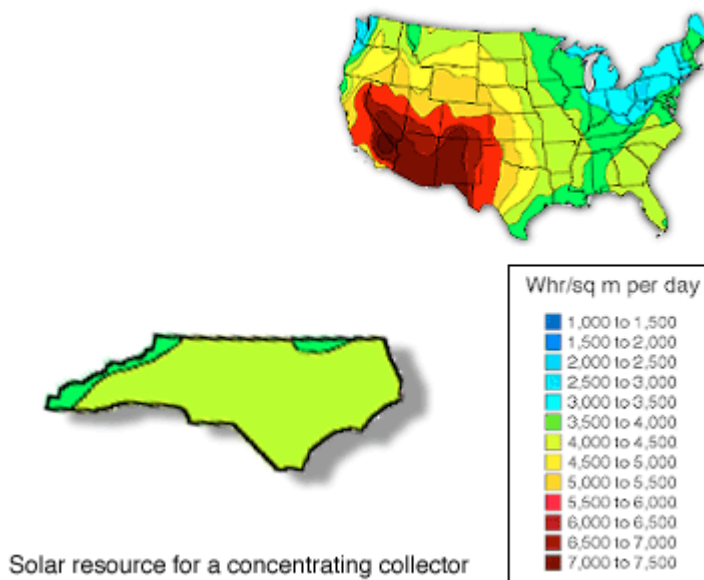 Whr/sq m per day
1,000 to 1,500
1,500 to 2,000
2,000 to 2,500
2,500 to 3,000
3,000 to 3,500
3,500 to 4,000
4,000 to 4,500
4,500 to 5,000
5,000 to 5,500
5,500 to 6,000
6,000 to 6,500
6,500 to 7,000
7,000 to 7,500
Solar resource for a concentrating collector